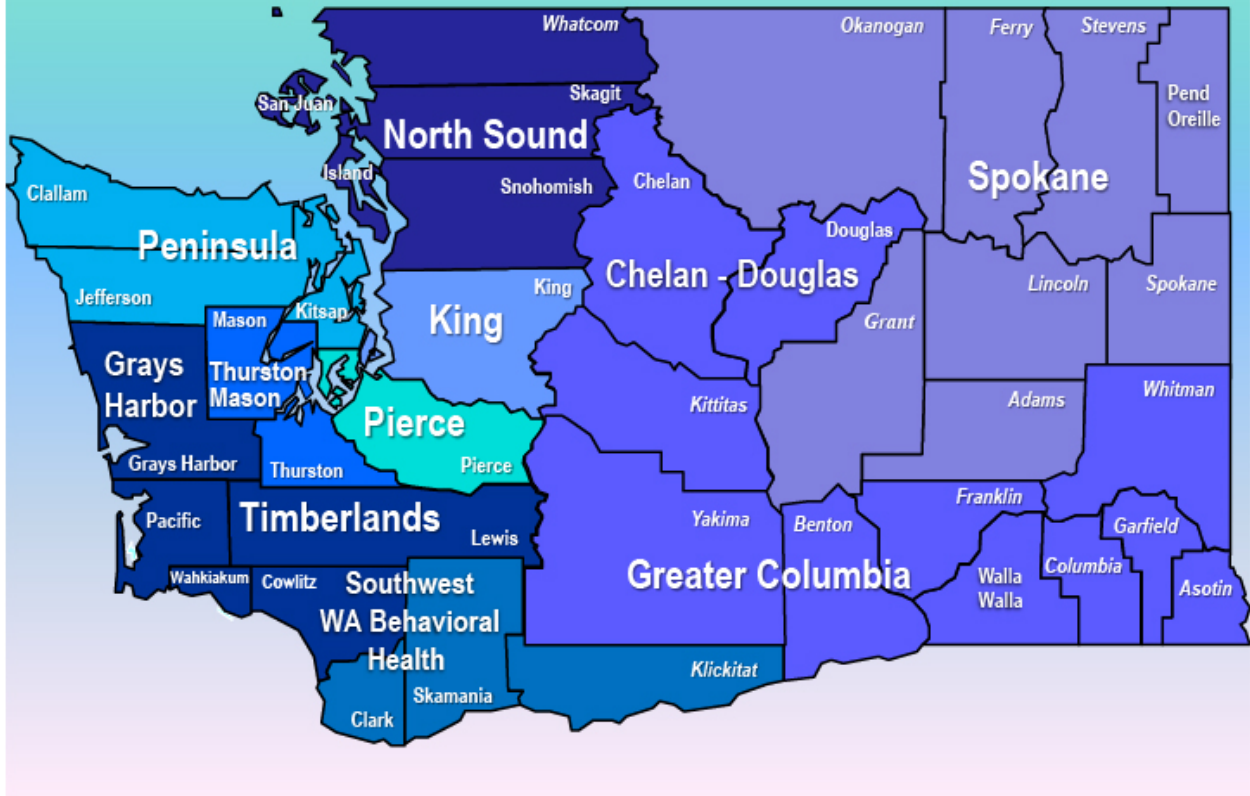 Whatcom
Okanogan
Ferry
Stevens
San Juan
Skagit
Pend
Oreille
North Sound
Island
Snohomish
Chelan
Spokane
Clallam
Peninsula
Douglas
Chelan - Douglas
Jefferson
Kitsap
King
King
Lincoln
Spokane
Mason
Grant
Grays
Harbor
Thurston
Mason
Kittitas
Adams
Whitman
Pierce
Grays Harbor
Thurston
Pierce
Pacific
Timberlands
Lewis
Yakima
Benton
Franklin
Garfield
Wahkiakum
Cowlitz
Southwest
WA Behavioral
Health
Greater Columbia
Walla
Walla
Columbia
Asotin
Klickitat
Skamania
Clark